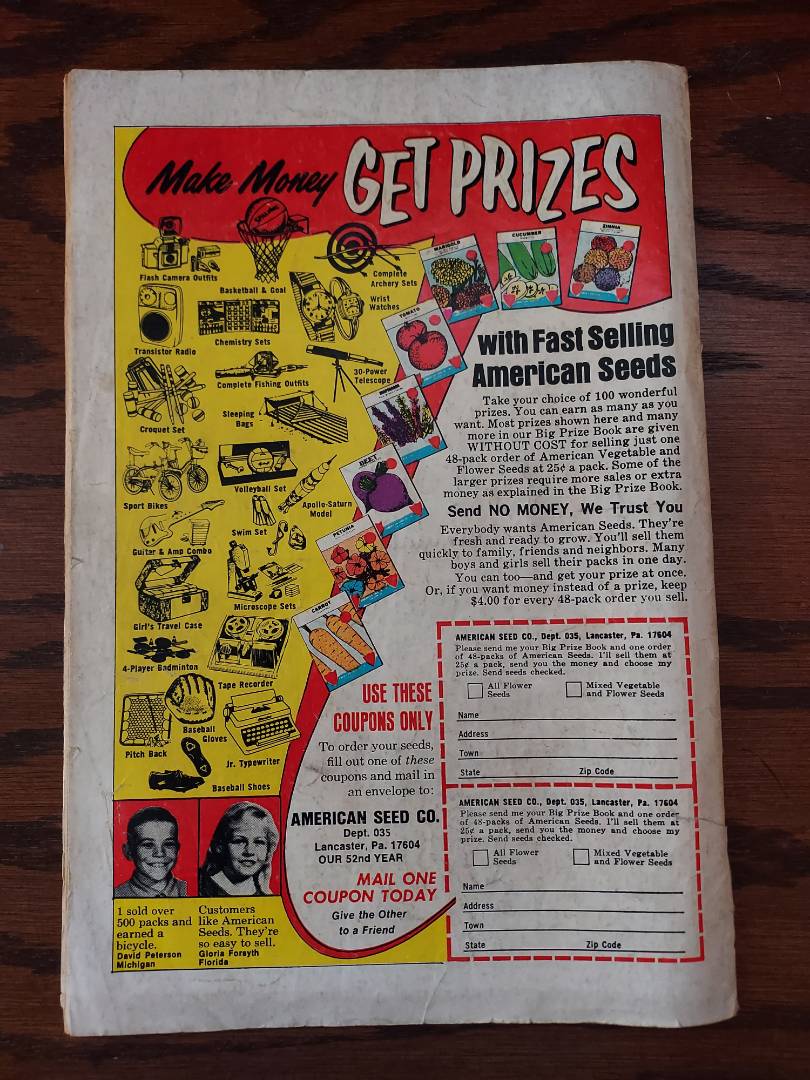 Make Money GET PRIZES
SPALDING
Flash Camera Outfits
Basketball & Goal
Complete
Archery Sets
Wrist
Watches
Transistor Radio
Chemistry Sets
Complete Fishing Outfits
30-Power
Telescope
Croquet Set
Sleeping
Bags
Sport Bikes
Volleyball Set
Apollo-Saturn
Model
Swim Set
Guitar & Amp Combo
Microscope Sets
Girl's Travel Case
4-Player Badminton
Tape Recorder
Baseball
Gloves
Pitch Back
Jr. Typewriter
Baseball Shoes
MARIGOLD
CUCUMBER
ZINNIA
TOMATO
BEET
PETUNIA
CARROT
with Fast Selling
American Seeds
Take your choice of 100 wonderful
prizes. You can earn as many as you
want. Most prizes shown here and many
more in our Big Prize Book are given
WITHOUT COST for selling just one
48-pack order of American Vegetable and
Flower Seeds at 25¢ a pack. Some of the
larger prizes require more sales or extra
money as explained in the Big Prize Book.
Send NO MONEY, We Trust You
Everybody wants American Seeds. They're
fresh and ready to grow. You'll sell them
quickly to family, friends and neighbors. Many
boys and girls sell their packs in one day.
You can too—and get your prize at once.
Or, if you want money instead of a prize, keep
$4.00 for every 48-pack order you sell.
USE THESE
COUPONS ONLY
To order your seeds,
fill out one of these
coupons and mail in
an envelope to:
AMERICAN SEED CO.
Dept. 035
Lancaster, Pa. 17604
OUR 52nd YEAR
MAIL ONE
COUPON TODAY
Give the Other
to a Friend
AMERICAN SEED CO., Dept. 035, Lancaster, Pa. 17604
Please send me your Big Prize Book and one order
of 48-packs of American Seeds. I'll sell them at
25¢ a pack, send you the money and choose my
prize. Send seeds checked.
All Flower
Seeds
Mixed Vegetable
and Flower Seeds
Name
Address
Town
State Zip Code
AMERICAN SEED CO., Dept. 035, Lancaster, Pa. 17604
Please send me your Big Prize Book and one order
of 48-packs of American Seeds. I'll sell them at
25¢ a pack, send you the money and choose my
prize. Send seeds checked.
All Flower
Seeds
Mixed Vegetable
and Flower Seeds
Name
Address
Town
State Zip Code
I sold over
500 packs and
earned a
bicycle.
David Peterson
Michigan
Customers
like American
Seeds. They're
so easy to sell.
Gloria Forsyth
Florida